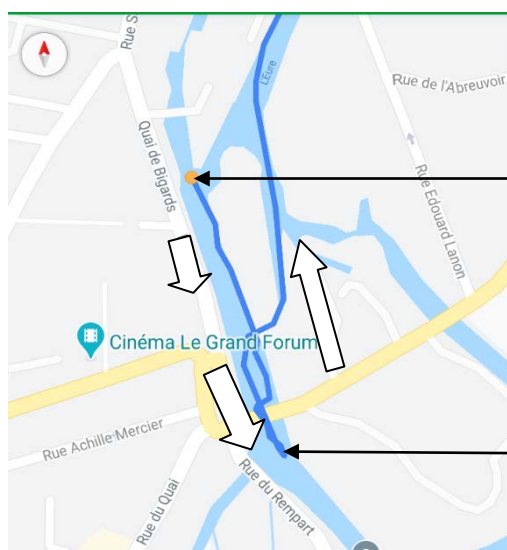 Rue S
L'Eure
Rue de l'Abreuvoir
Quai de Bigards
Rue Edouard Lanon
Cinéma Le Grand Forum
Rue Achille Mercier
Rue du Quai
Rue du Rempart